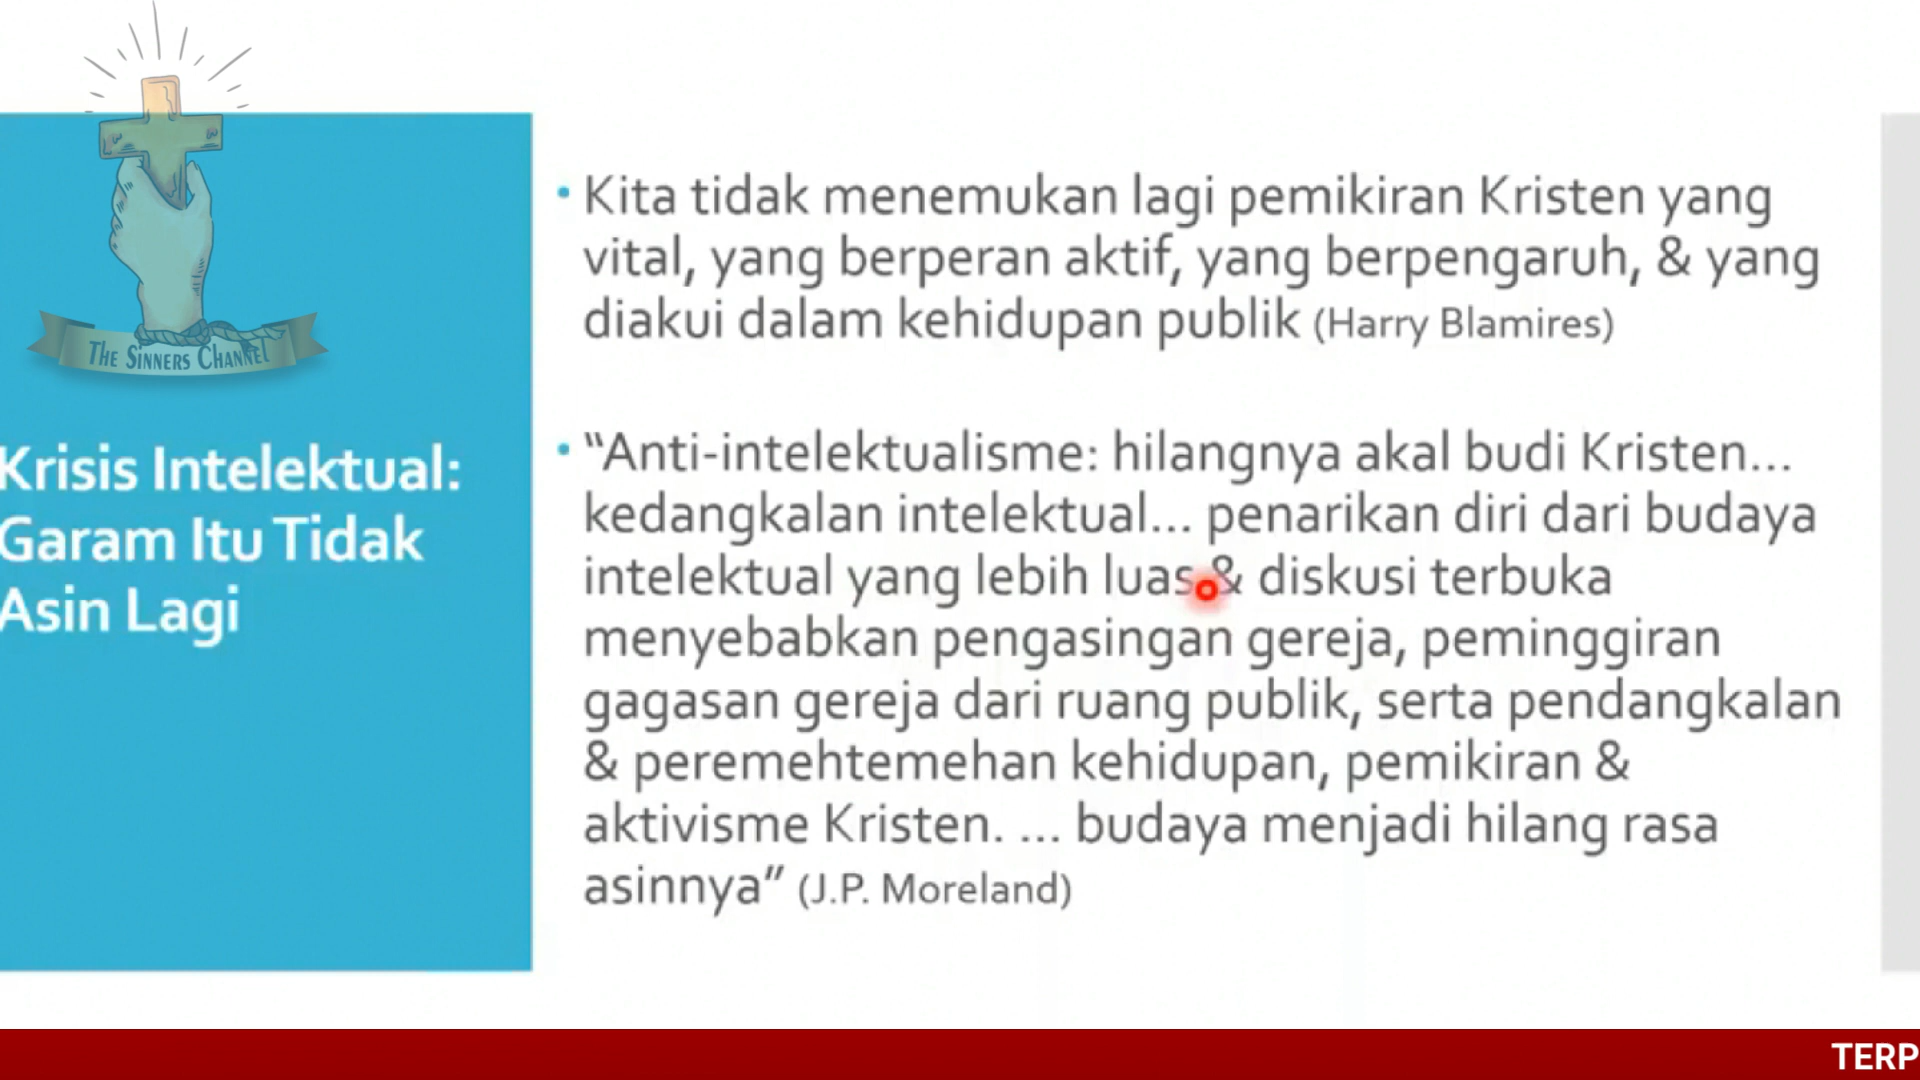 THE SINNERS CHANNEL
Krisis Intelektual:
Garam Itu Tidak
Asin Lagi
• Kita tidak menemukan lagi pemikiran Kristen yang
vital, yang berperan aktif, yang berpengaruh, & yang
diakui dalam kehidupan publik (Harry Blamires)
• “Anti-intelektualisme: hilangnya akal budi Kristen...
kedangkalan intelektual... penarikan diri dari budaya
intelektual yang lebih luas & diskusi terbuka
menyebabkan pengasingan gereja, peminggiran
gagasan gereja dari ruang publik, serta pendangkalan
& peremehtemehan kehidupan, pemikiran &
aktivisme Kristen. ... budaya menjadi hilang rasa
asinnya” (J.P. Moreland)
TERP